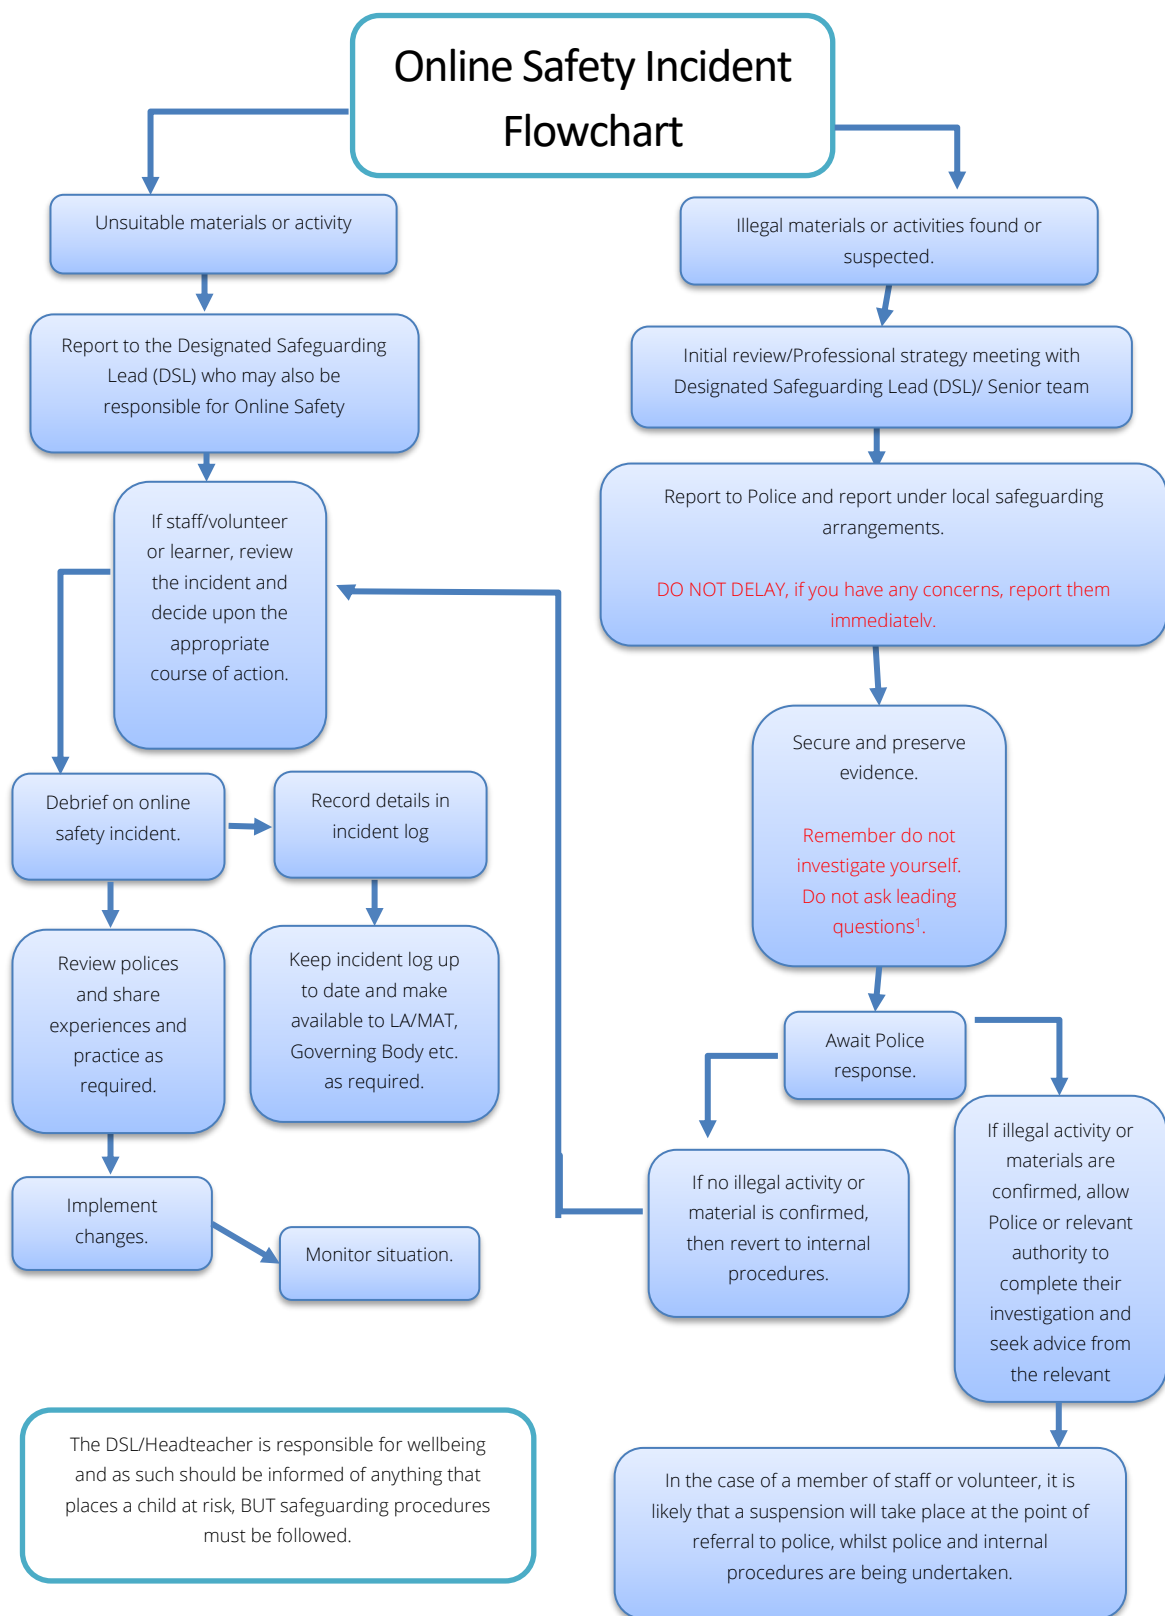 Online Safety Incident
Flowchart
Unsuitable materials or activity
Report to the Designated Safeguarding
Lead (DSL) who may also be
responsible for Online Safety
If staff/volunteer
or learner, review
the incident and
decide upon the
appropriate
course of action.
Debrief on online
safety incident.
Record details in
incident log
Review polices
and share
experiences and
practice as
required.
Keep incident log up
to date and make
available to LA/MAT,
Governing Body etc.
as required.
Implement
changes.
Monitor situation.
Illegal materials or activities found or
suspected.
Initial review/Professional strategy meeting with
Designated Safeguarding Lead (DSL)/ Senior team
Report to Police and report under local safeguarding
arrangements.
DO NOT DELAY, if you have any concerns, report them
immediately.
Secure and preserve
evidence.
Remember do not
investigate yourself.
Do not ask leading
questions¹.
Await Police
response.
If no illegal activity or
material is confirmed,
then revert to internal
procedures.
If illegal activity or
materials are
confirmed, allow
Police or relevant
authority to
complete their
investigation and
seek advice from
the relevant
In the case of a member of staff or volunteer, it is
likely that a suspension will take place at the point of
referral to police, whilst police and internal
procedures are being undertaken.
The DSL/Headteacher is responsible for wellbeing
and as such should be informed of anything that
places a child at risk, BUT safeguarding procedures
must be followed.